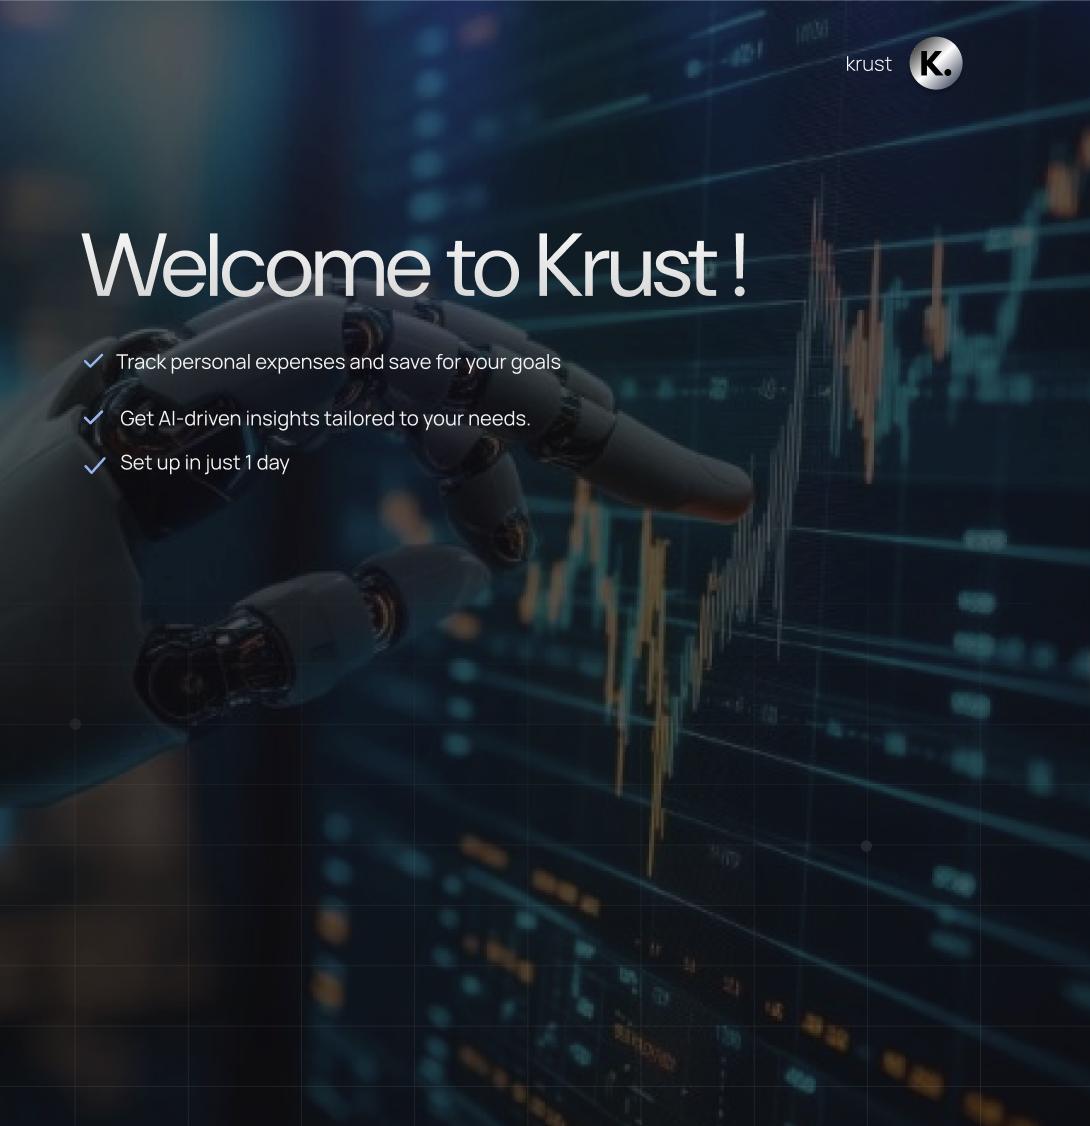 krust K.
Welcome to Krust !
Track personal expenses and save for your goals
Get AI-driven insights tailored to your needs.
Set up in just 1 day